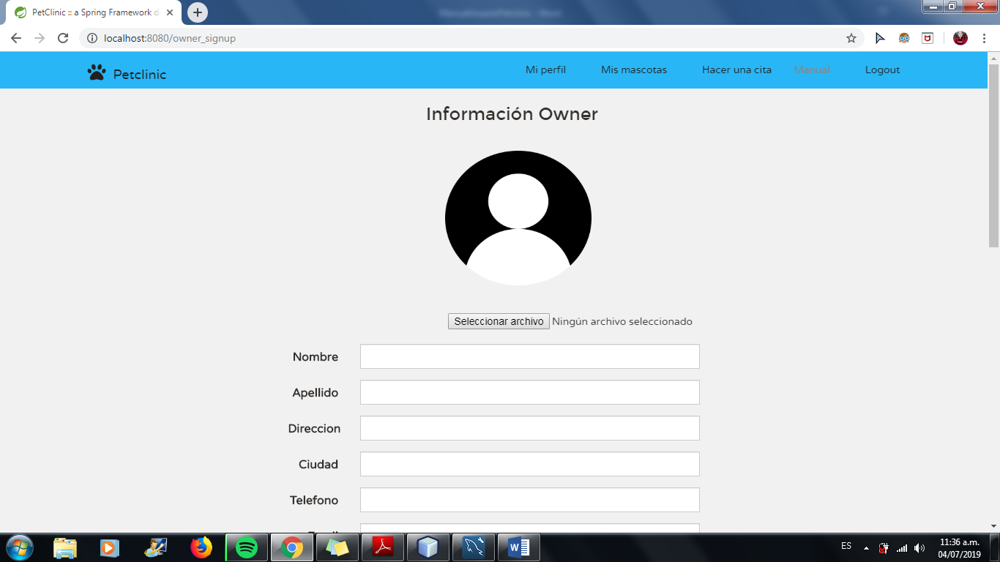 PetClinic :: a Spring Framework d
localhost:8080/owner_signup
Petclinic
Mi perfil
Mis mascotas
Hacer una cita
Manual
Logout
Información Owner
Seleccionar archivo Ningún archivo seleccionado
Nombre
Apellido
Direccion
Ciudad
Telefono
ES
11:36 a.m.
04/07/2019